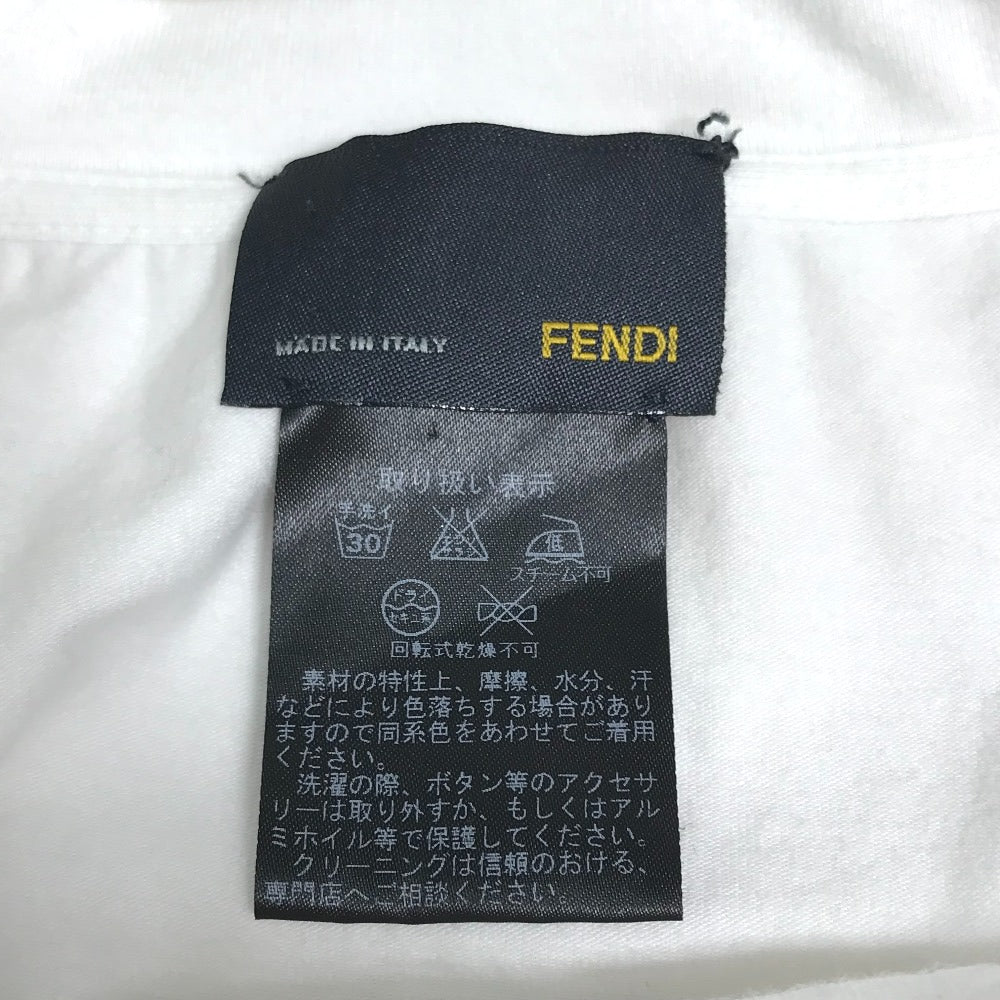 MADE IN ITALY
FENDI
取り扱い表示
手洗イ
30
低
スチーム不可
ドライ
セキユ系
回転式乾燥不可
素材の特性上、摩擦、水分、汗
などにより色落ちする場合があり
ますので同系色をあわせてご着用
ください。
洗濯の際、ボタン等のアクセサ
リーは取り外すか、もしくはアル
ミホイル等で保護してください。
クリーニングは信頼のおける、
専門店へご相談ください。